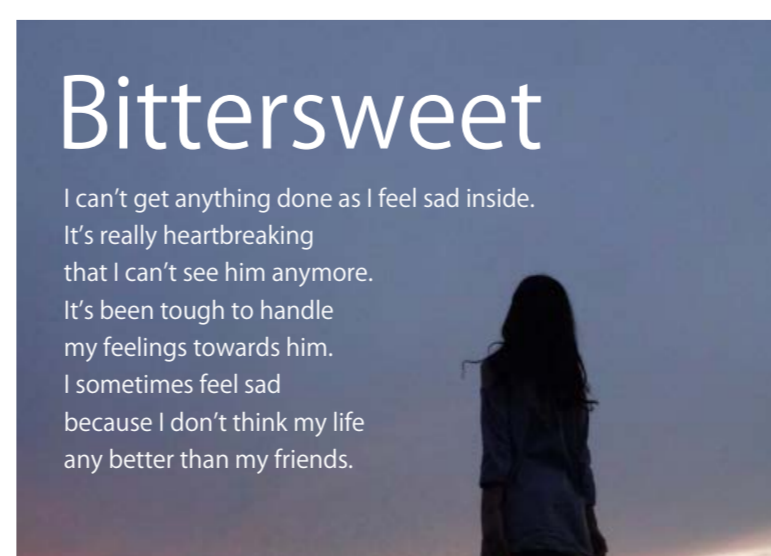 Bittersweet
I can’t get anything done as I feel sad inside.
It’s really heartbreaking
that I can’t see him anymore.
It’s been tough to handle
my feelings towards him.
I sometimes feel sad
because I don’t think my life
any better than my friends.